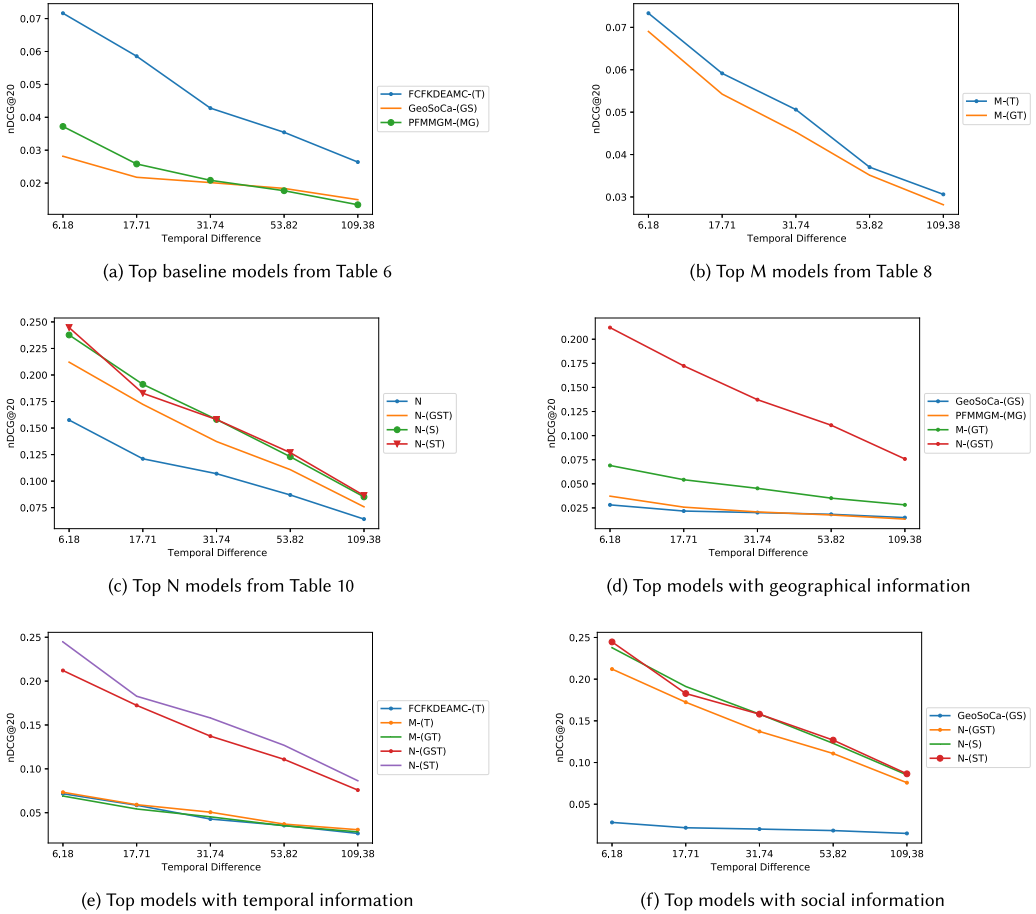 0.07
0.06
0.05
0.04
0.03
0.02
nDCG@20
6,18 17,71 31,74 53,82 109,38
Temporal Difference
FCFKDEAMC-(T)
GeoSoCa-(GS)
PFMMGM-(MG)
(a) Top baseline models from Table 6
0.07
0.06
0.05
0.04
0.03
nDCG@20
6,18 17,71 31,74 53,82 109,38
Temporal Difference
M-(T)
M-(GT)
(b) Top M models from Table 8
0.250
0.225
0.200
0.175
0.150
0.125
0.100
0.075
nDCG@20
6,18 17,71 31,74 53,82 109,38
Temporal Difference
N
N-(GST)
N-(S)
N-(ST)
(c) Top N models from Table 10
0.200
0.175
0.150
0.125
0.100
0.075
0.050
0.025
nDCG@20
6,18 17,71 31,74 53,82 109,38
Temporal Difference
GeoSoCa-(GS)
PFMMGM-(MG)
M-(GT)
N-(GST)
(d) Top models with geographical information
0.25
0.20
0.15
0.10
0.05
nDCG@20
6,18 17,71 31,74 53,82 109,38
Temporal Difference
FCFKDEAMC-(T)
M-(T)
M-(GT)
N-(GST)
N-(ST)
(e) Top models with temporal information
0.25
0.20
0.15
0.10
0.05
nDCG@20
6,18 17,71 31,74 53,82 109,38
Temporal Difference
GeoSoCa-(GS)
N-(GST)
N-(S)
N-(ST)
(f) Top models with social information